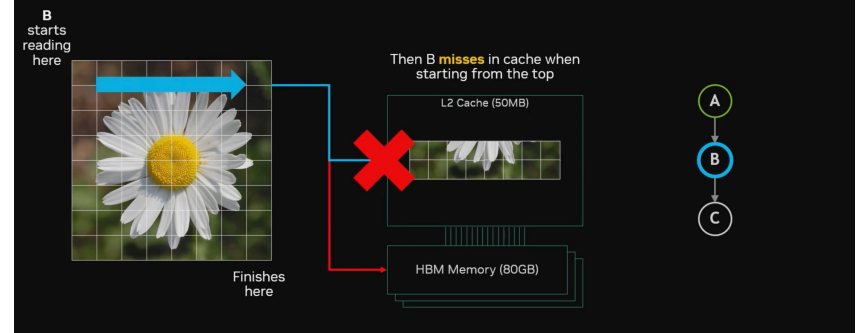 B
starts
reading
here
Finishes
here
Then B misses in cache when
starting from the top
L2 Cache (50MB)
HBM Memory (80GB)
A
B
C